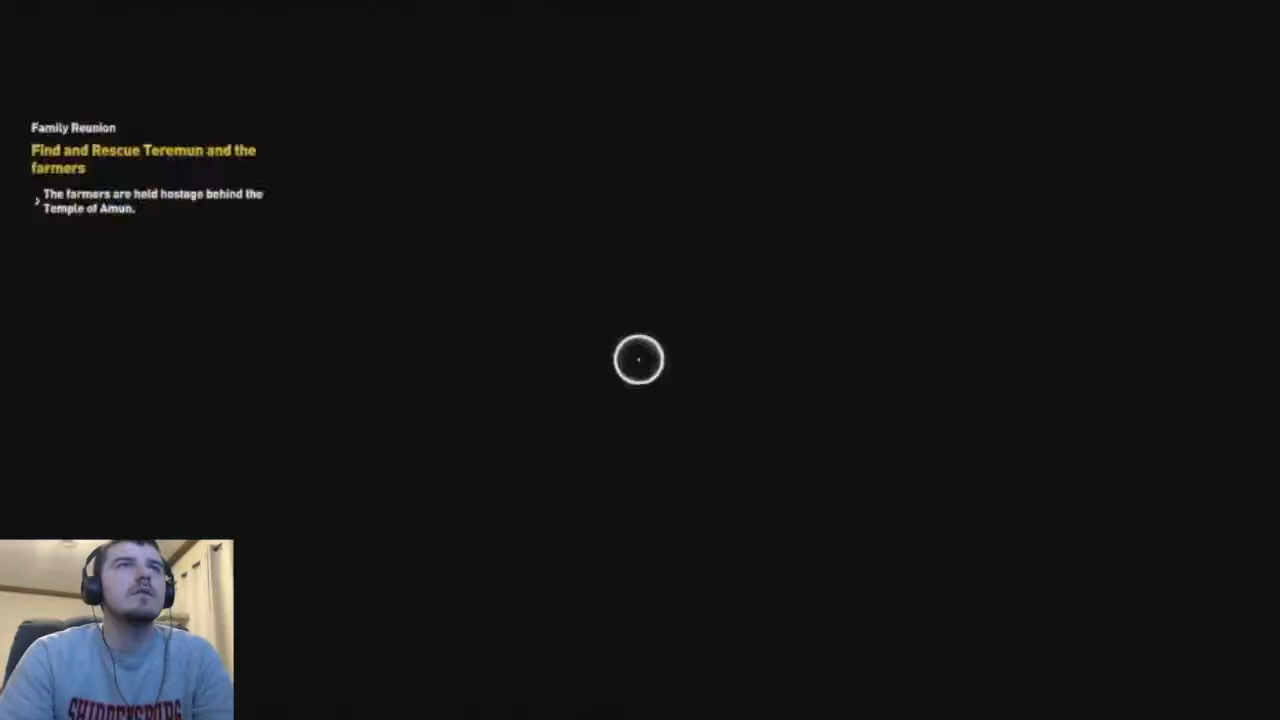 Family Reunion
Find and Rescue Teremun and the
farmers
The farmers are held hostage behind the
Temple of Amun.
SHIPPENSBURG